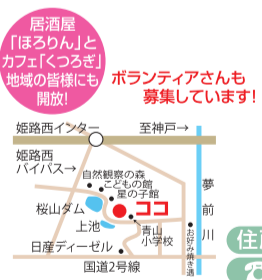 居酒屋
「ほろりん」と
カフェ「くつろぎ」
地域の皆様にも
開放!
ボランティアさんも
募集しています!
姫路西インター
至神戸→
姫路西
バイパス→
自然観察の森
こどもの館
星の子館
桜山ダム
ココ
上池
青山
小学校
夢前川
お好み焼き遇
日産ディーゼル
国道2号線
住